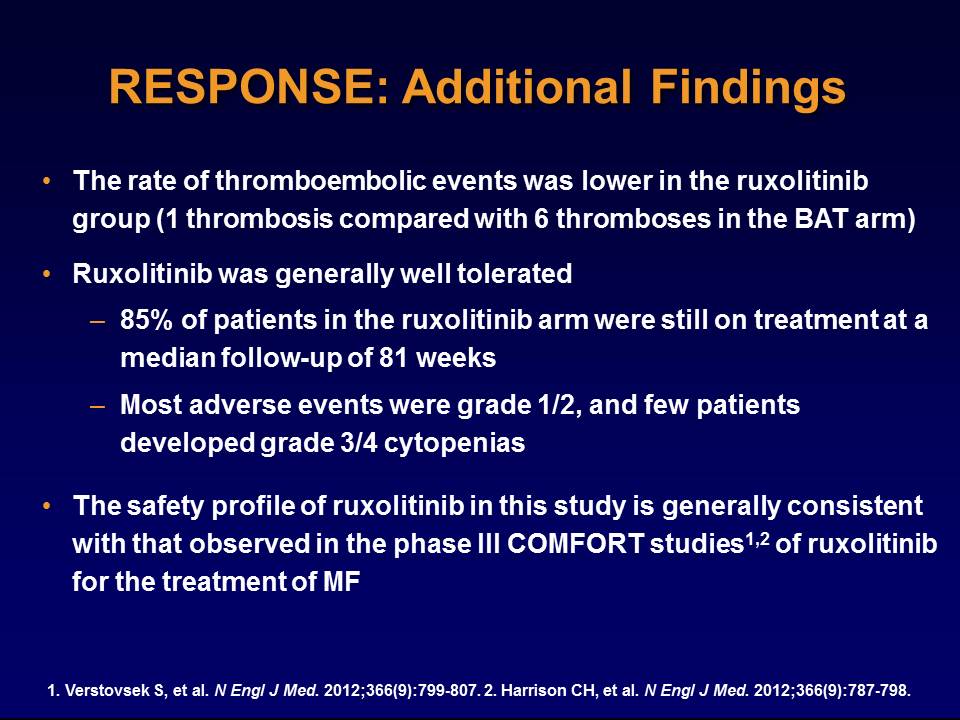 RESPONSE: Additional Findings
• The rate of thromboembolic events was lower in the ruxolitinib
group (1 thrombosis compared with 6 thromboses in the BAT arm)
• Ruxolitinib was generally well tolerated
– 85% of patients in the ruxolitinib arm were still on treatment at a
median follow-up of 81 weeks
– Most adverse events were grade 1/2, and few patients
developed grade 3/4 cytopenias
• The safety profile of ruxolitinib in this study is generally consistent
with that observed in the phase III COMFORT studies1,2 of ruxolitinib
for the treatment of MF
1. Verstovsek S, et al. N Engl J Med. 2012;366(9):799-807. 2. Harrison CH, et al. N Engl J Med. 2012;366(9):787-798.